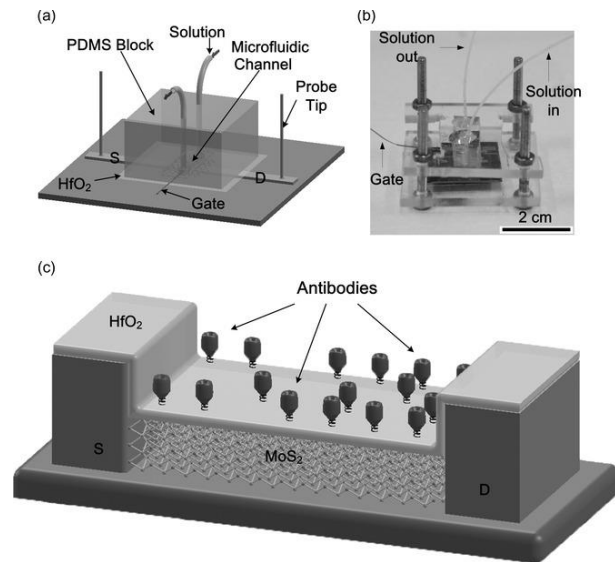 (a)
Solution
PDMS Block
Microfluidic
Channel
Probe
Tip
S
HfO₂
D
Gate
(b)
Solution
out
Solution
in
Gate
2 cm
(c)
Antibodies
HfO₂
S
MoS₂
D